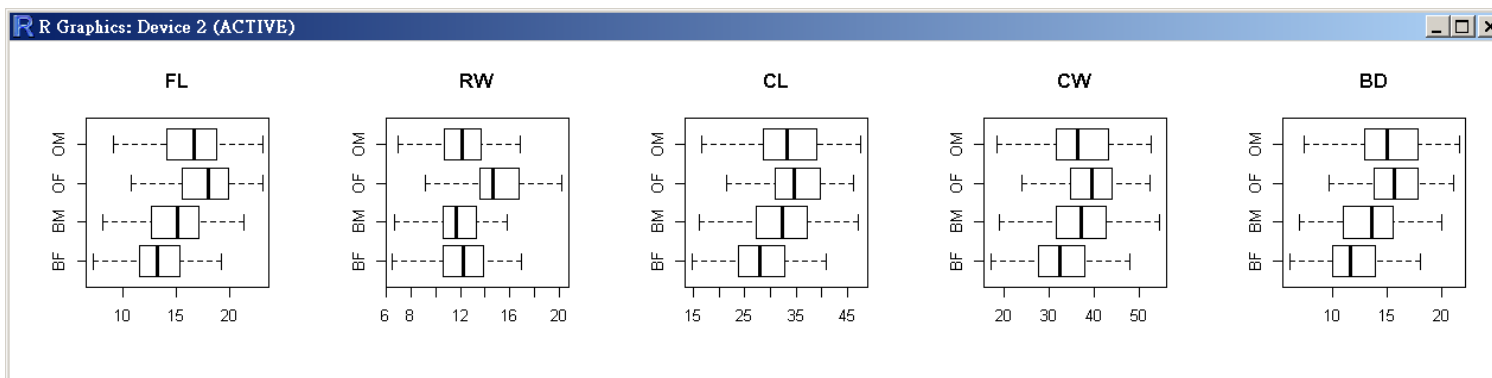 R R Graphics: Device 2 (ACTIVE)
FL
OM
OF
BM
BF
10 15 20
RW
OM
OF
BM
BF
6 8 12 16 20
CL
OM
OF
BM
BF
15 25 35 45
CW
OM
OF
BM
BF
20 30 40 50
BD
OM
OF
BM
BF
10 15 20